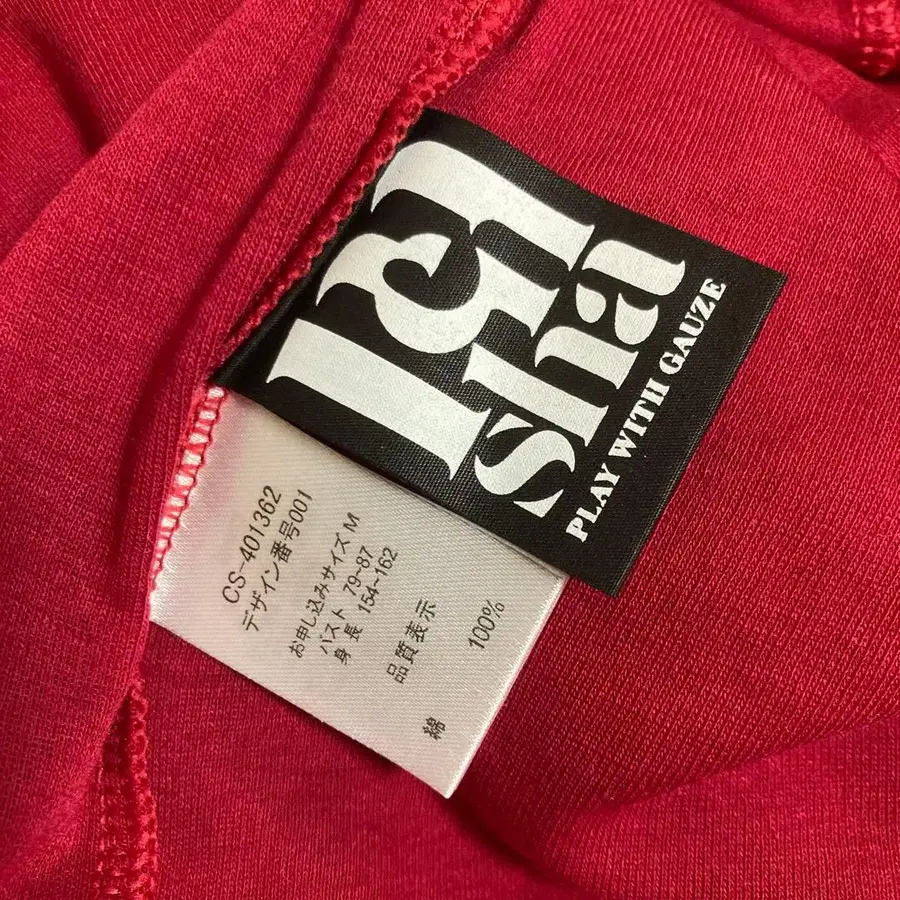 sha
PLAY WITH GAUZE
CS-401362
デザイン番号001
お申し込みサイズ M
バスト 79~87
身長 154~162
品質表示
綿 100%